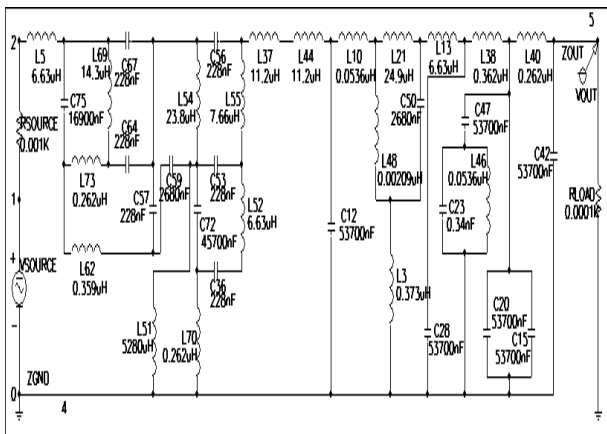 5
2
L5
6.63uH
L69
14.3uH
C67
228nF
C56
228nF
L37
11.2uH
L44
11.2uH
L10
0.0536uH
L21
24.9uH
L13
6.63uH
L38
0.362uH
L40
0.262uH
ZOUT
VOUT
C75
16900nF
L54
23.8uH
L55
7.66uH
C50
2680nF
C47
53700nF
RSOURCE
0.001K
C64
228nF
L73
0.262uH
C59
2680nF
C53
228nF
L48
0.00209uH
L46
0.0536uH
C42
53700nF
1
C57
228nF
L52
6.63uH
C72
45700nF
C12
53700nF
C23
0.34nF
RLOAD
0.0001K
+
VSOURCE
L62
0.359uH
C36
228nF
L3
0.373uH
-
L51
5280uH
L70
0.262uH
C28
53700nF
C20
53700nF
C15
53700nF
ZGND
0
4